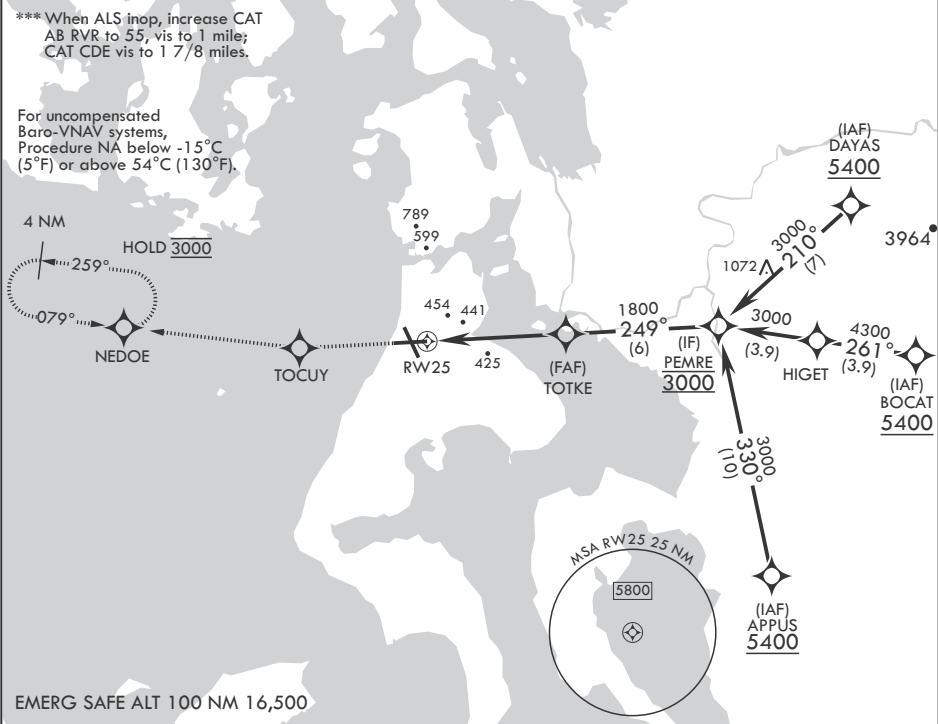 *** When ALS inop, increase CAT
AB RVR to 55, vis to 1 mile;
CAT CDE vis to 1 7/8 miles.
For uncompensated
Baro-VNAV systems,
Procedure NA below -15°C
(5°F) or above 54°C (130°F).
(IAF)
DAYAS
5400
4 NM
HOLD 3000
259°
079°
NEDOE
TOCUY
789
599
454
441
425
RW25
(FAF)
TOTKE
1800
249°
(6)
(IF)
PEMRE
3000
1072
3000
210°
(7)
3964
3000
(3.9)
HIGET
4300
261°
(3.9)
(IAF)
BOCAT
5400
3000
330°
(10)
(IAF)
APPUS
5400
MSA RW25 25 NM
5800
EMERG SAFE ALT 100 NM 16,500